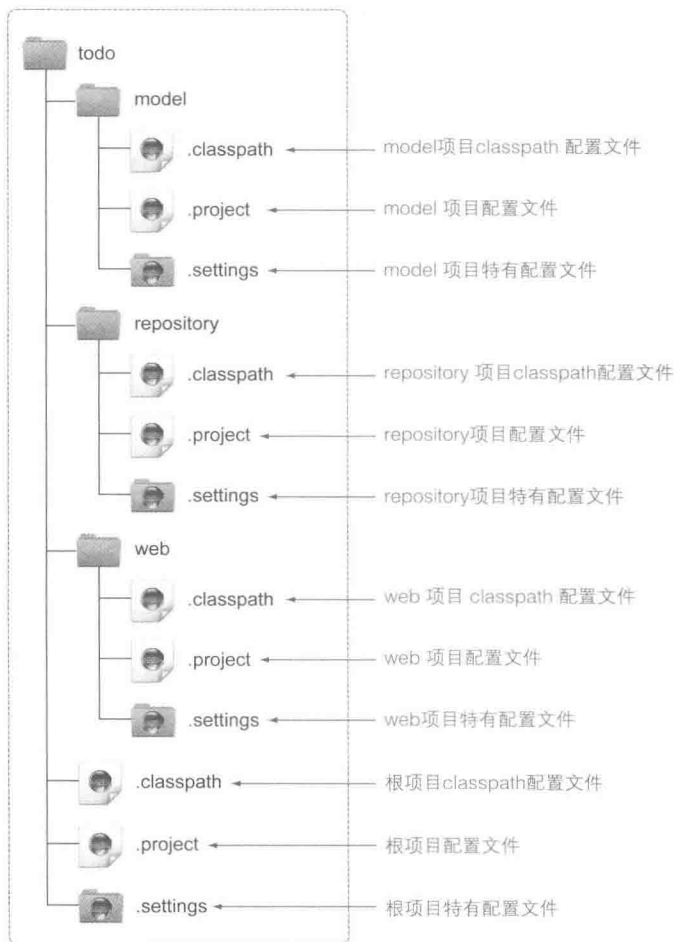 todo
model
.classpath model项目classpath 配置文件
.project model 项目配置文件
.settings model 项目特有配置文件
repository
.classpath repository 项目classpath配置文件
.project repository项目配置文件
.settings repository项目特有配置文件
web
.classpath web 项目 classpath 配置文件
.project web 项目配置文件
.settings web项目特有配置文件
.classpath 根项目classpath配置文件
.project 根项目配置文件
.settings 根项目特有配置文件